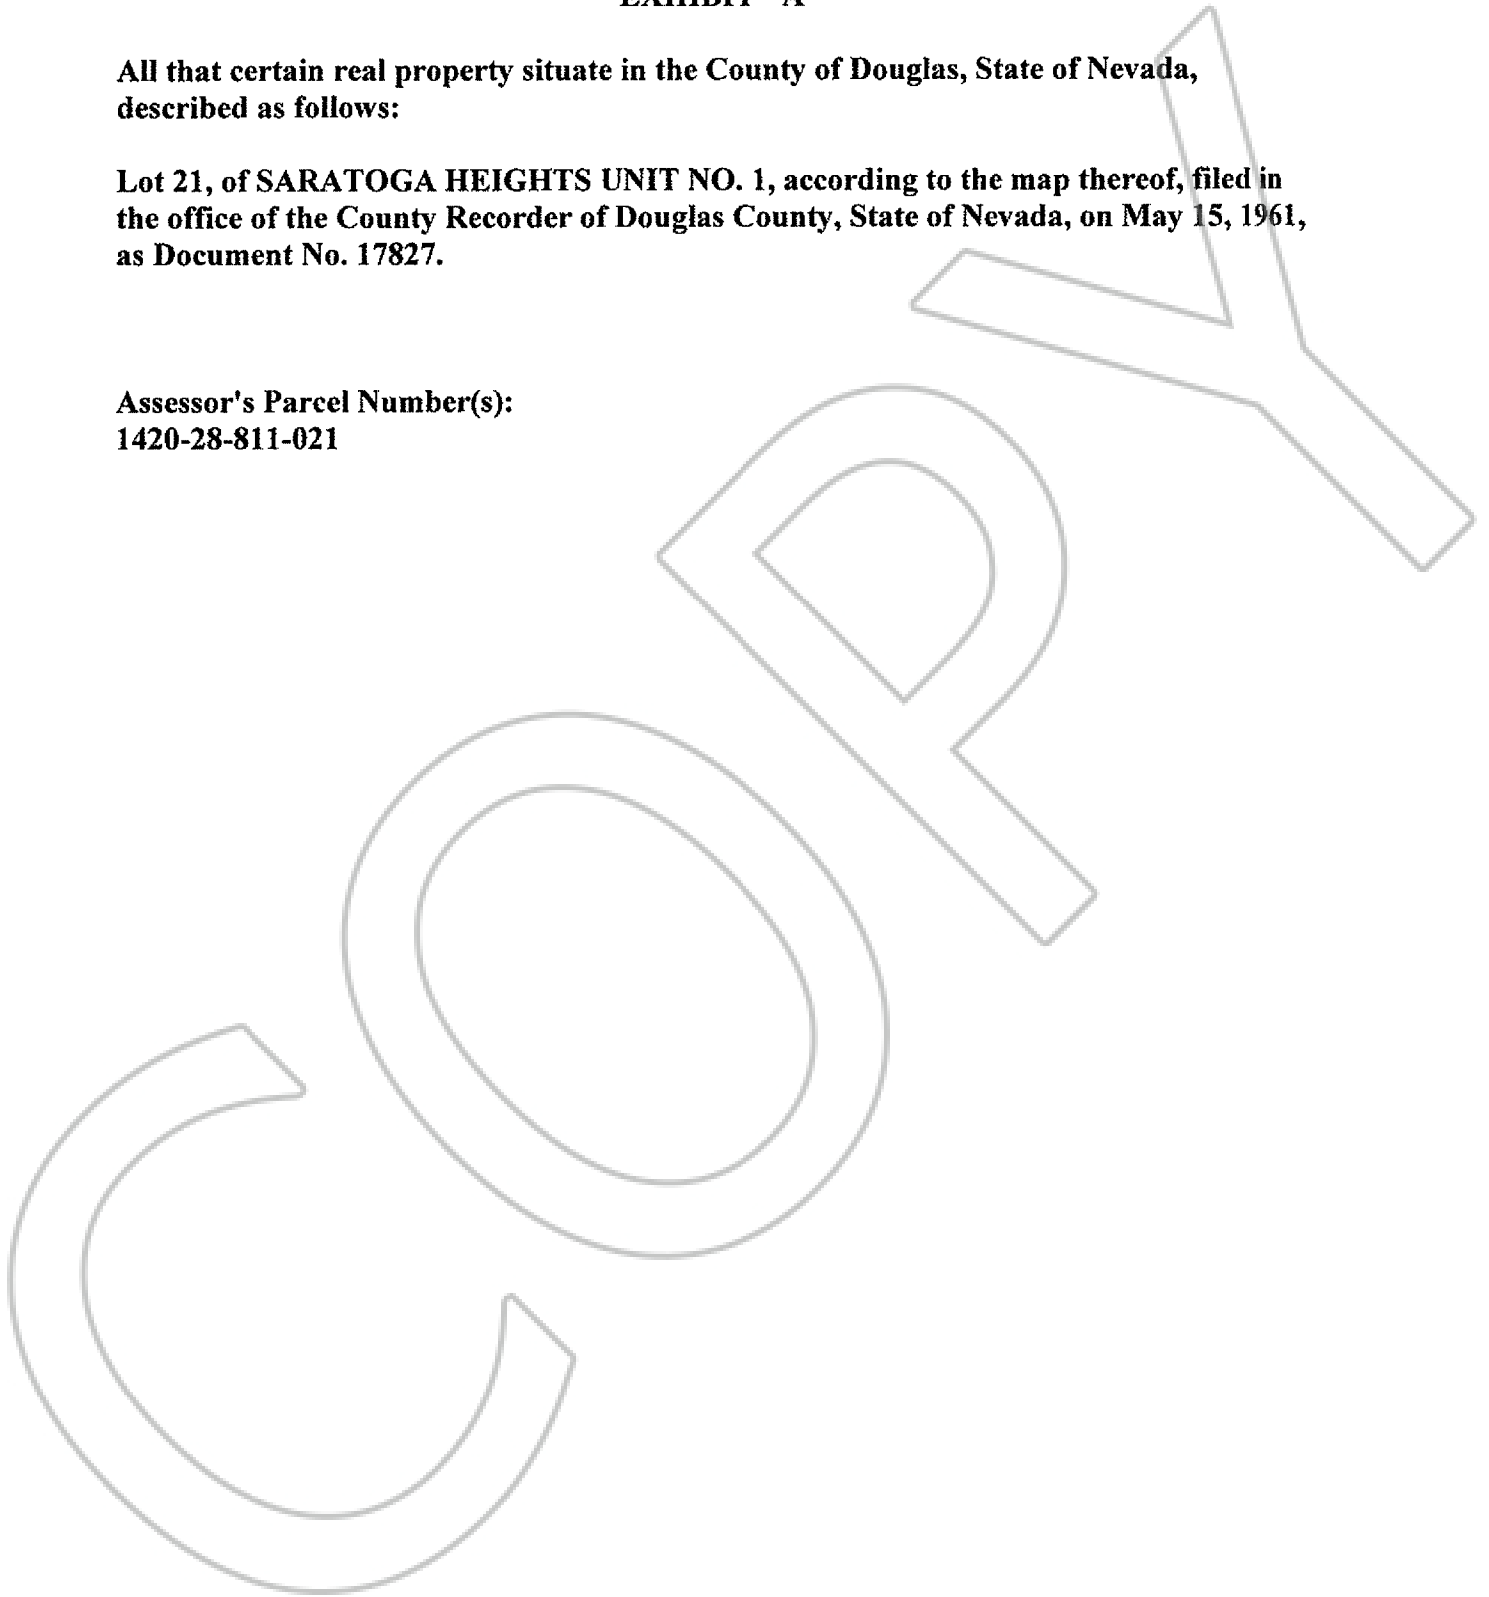 EXHIBIT "A"
All that certain real property situate in the County of Douglas, State of Nevada,
described as follows:
Lot 21, of SARATOGA HEIGHTS UNIT NO. 1, according to the map thereof, filed in
the office of the County Recorder of Douglas County, State of Nevada, on May 15, 1961,
as Document No. 17827.
Assessor's Parcel Number(s):
1420-28-811-021
COPY